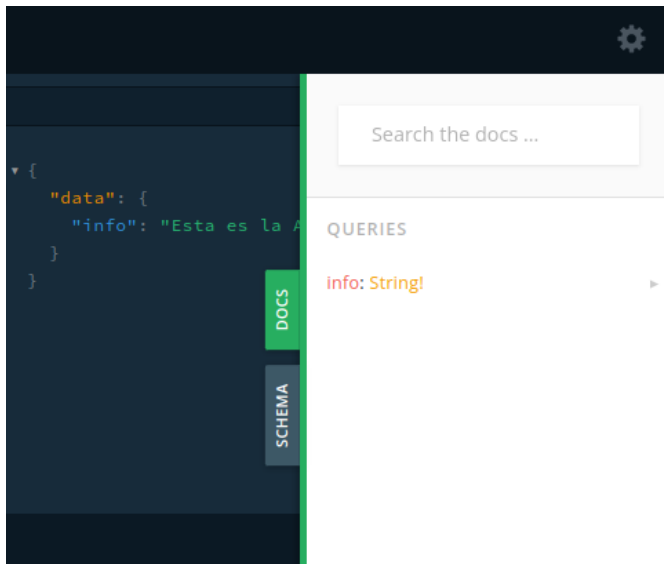 Search the docs ...
{
"data": {
"info": "Esta es la
}
}
DOCS
SCHEMA
QUERIES
info: String!